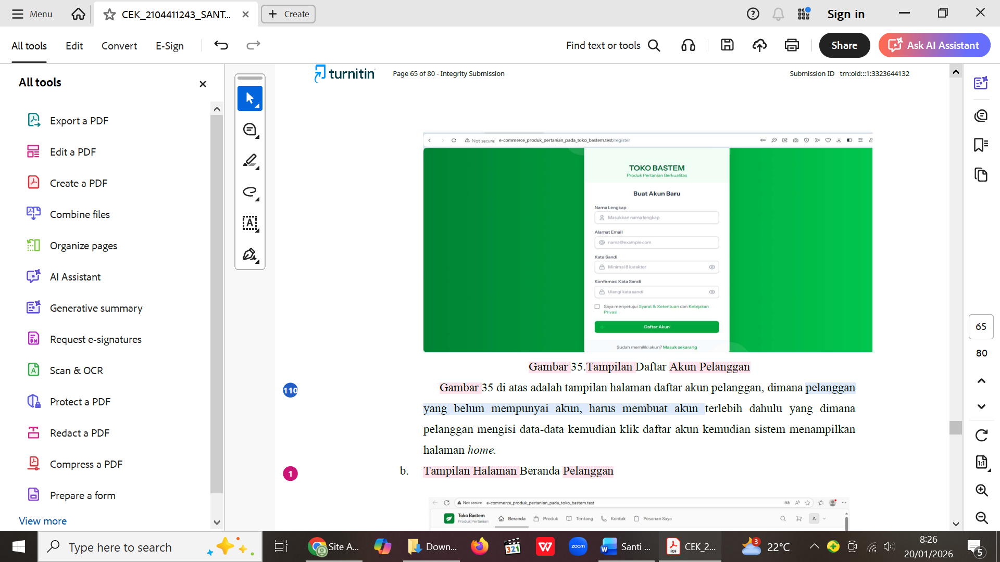 Menu
CEK_2104411243_SANT...
Create
Sign in
All tools
Edit
Convert
E-Sign
Find text or tools
Share
Ask AI Assistant
All tools
Export a PDF
Edit a PDF
Create a PDF
Combine files
Organize pages
AI Assistant
Generative summary
Request e-signatures
Scan & OCR
Protect a PDF
Redact a PDF
Compress a PDF
Prepare a form
View more
turnitin
Page 65 of 80 - Integrity Submission
Submission ID trn:oid:::1:3323644132
Not secure e-commerce_produk_pertanian_pada_toko_bastem.test/register
TOKO BASTEM
Produk Pertanian Berkualitas
Buat Akun Baru
Nama Lengkap
Masukkan nama lengkap
Alamat Email
nama@example.com
Kata Sandi
Minimal 8 karakter
Konfirmasi Kata Sandi
Ulangi kata sandi
Saya menyetujui Syarat & Ketentuan dan Kebijakan
Privasi
Daftar Akun
Sudah memiliki akun? Masuk sekarang
Gambar 35.Tampilan Daftar Akun Pelanggan
110
Gambar 35 di atas adalah tampilan halaman daftar akun pelanggan, dimana pelanggan
yang belum mempunyai akun, harus membuat akun terlebih dahulu yang dimana
pelanggan mengisi data-data kemudian klik daftar akun kemudian sistem menampilkan
halaman home.
1
b. Tampilan Halaman Beranda Pelanggan
Not secure e-commerce_produk_pertanian_pada_toko_bastem.test
Toko Bastem
Produk Pertanian
Beranda
Produk
Tentang
Kontak
Pesanan Saya
A
65
80
1:1
Type here to search
Site A...
Down...
321
zoom
Santi ...
PDF
CEK_2...
3
22°C
8:26
20/01/2026
5